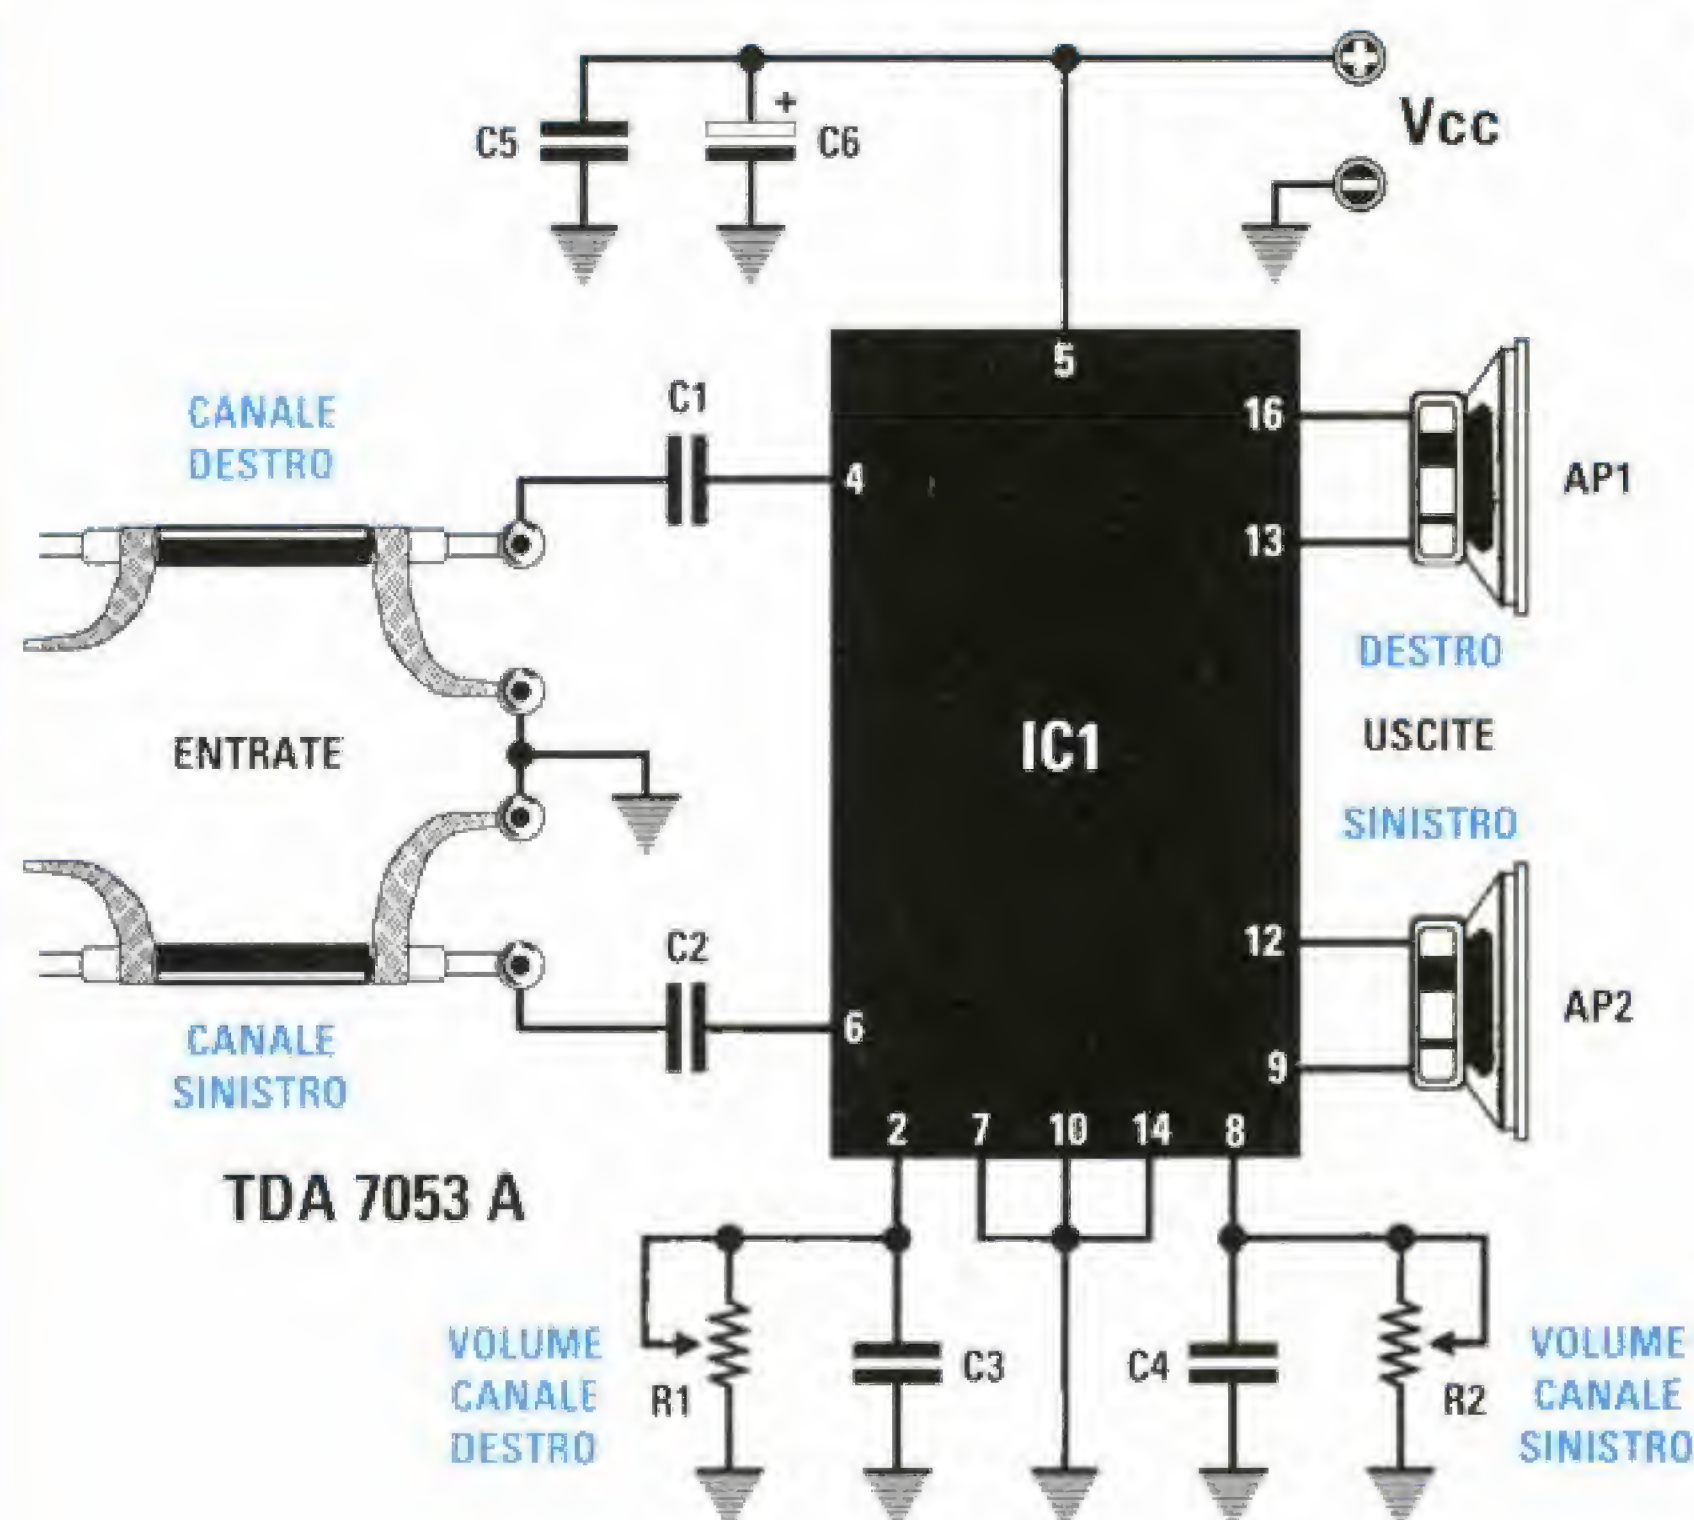 +
C5
C6
Vcc
5
CANALE
DESTRO
C1
4
16
13
AP1
DESTRO
ENTRATE
IC1
USCITE
SINISTRO
C2
6
12
9
AP2
CANALE
SINISTRO
2 7 10 14 8
TDA 7053 A
VOLUME
CANALE
DESTRO
R1
C3
C4
R2
VOLUME
CANALE
SINISTRO